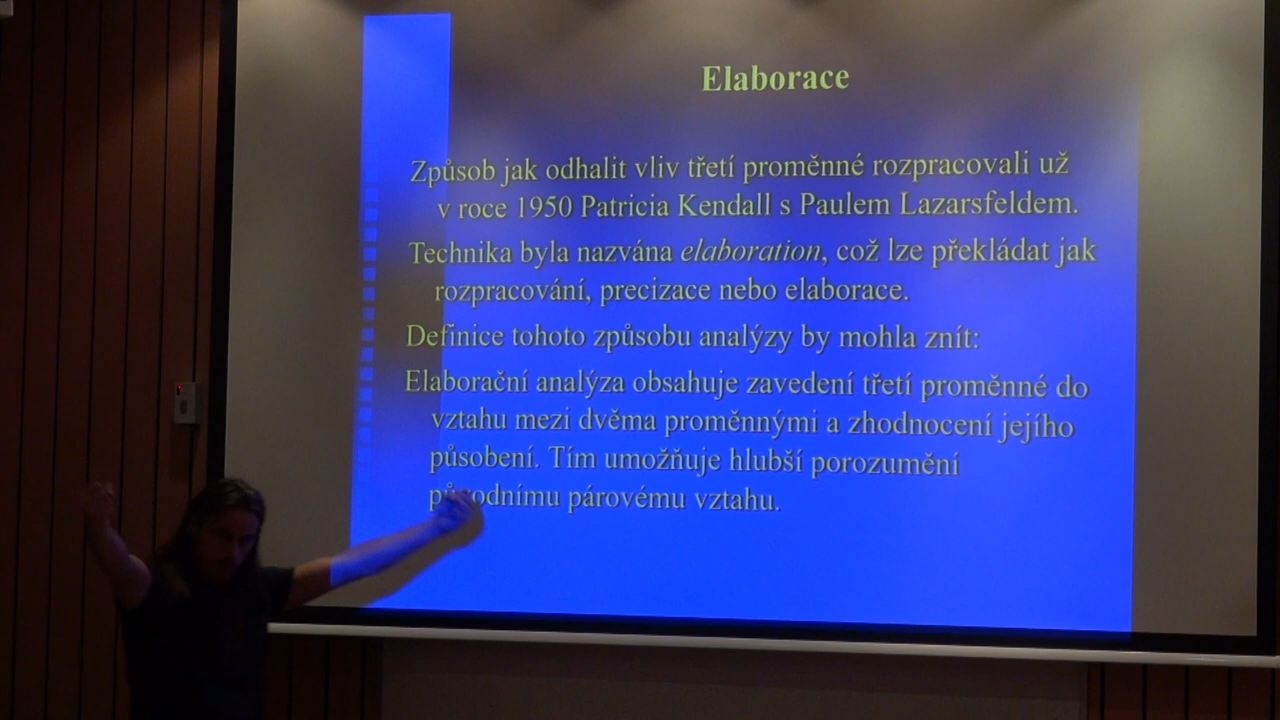 Elaborace
Způsob jak odhalit vliv třetí proměnné rozpracovali už
v roce 1950 Patricia Kendall s Paulem Lazarsfeldem.
Technika byla nazvána elaboration, což lze překládat jak
rozpracování, precizace nebo elaborace.
Definice tohoto způsobu analýzy by mohla znít:
Elaborační analýza obsahuje zavedení třetí proměnné do
vztahu mezi dvěma proměnnými a zhodnocení jejího
působení. Tím umožňuje hlubší porozumění
původnímu párovému vztahu.